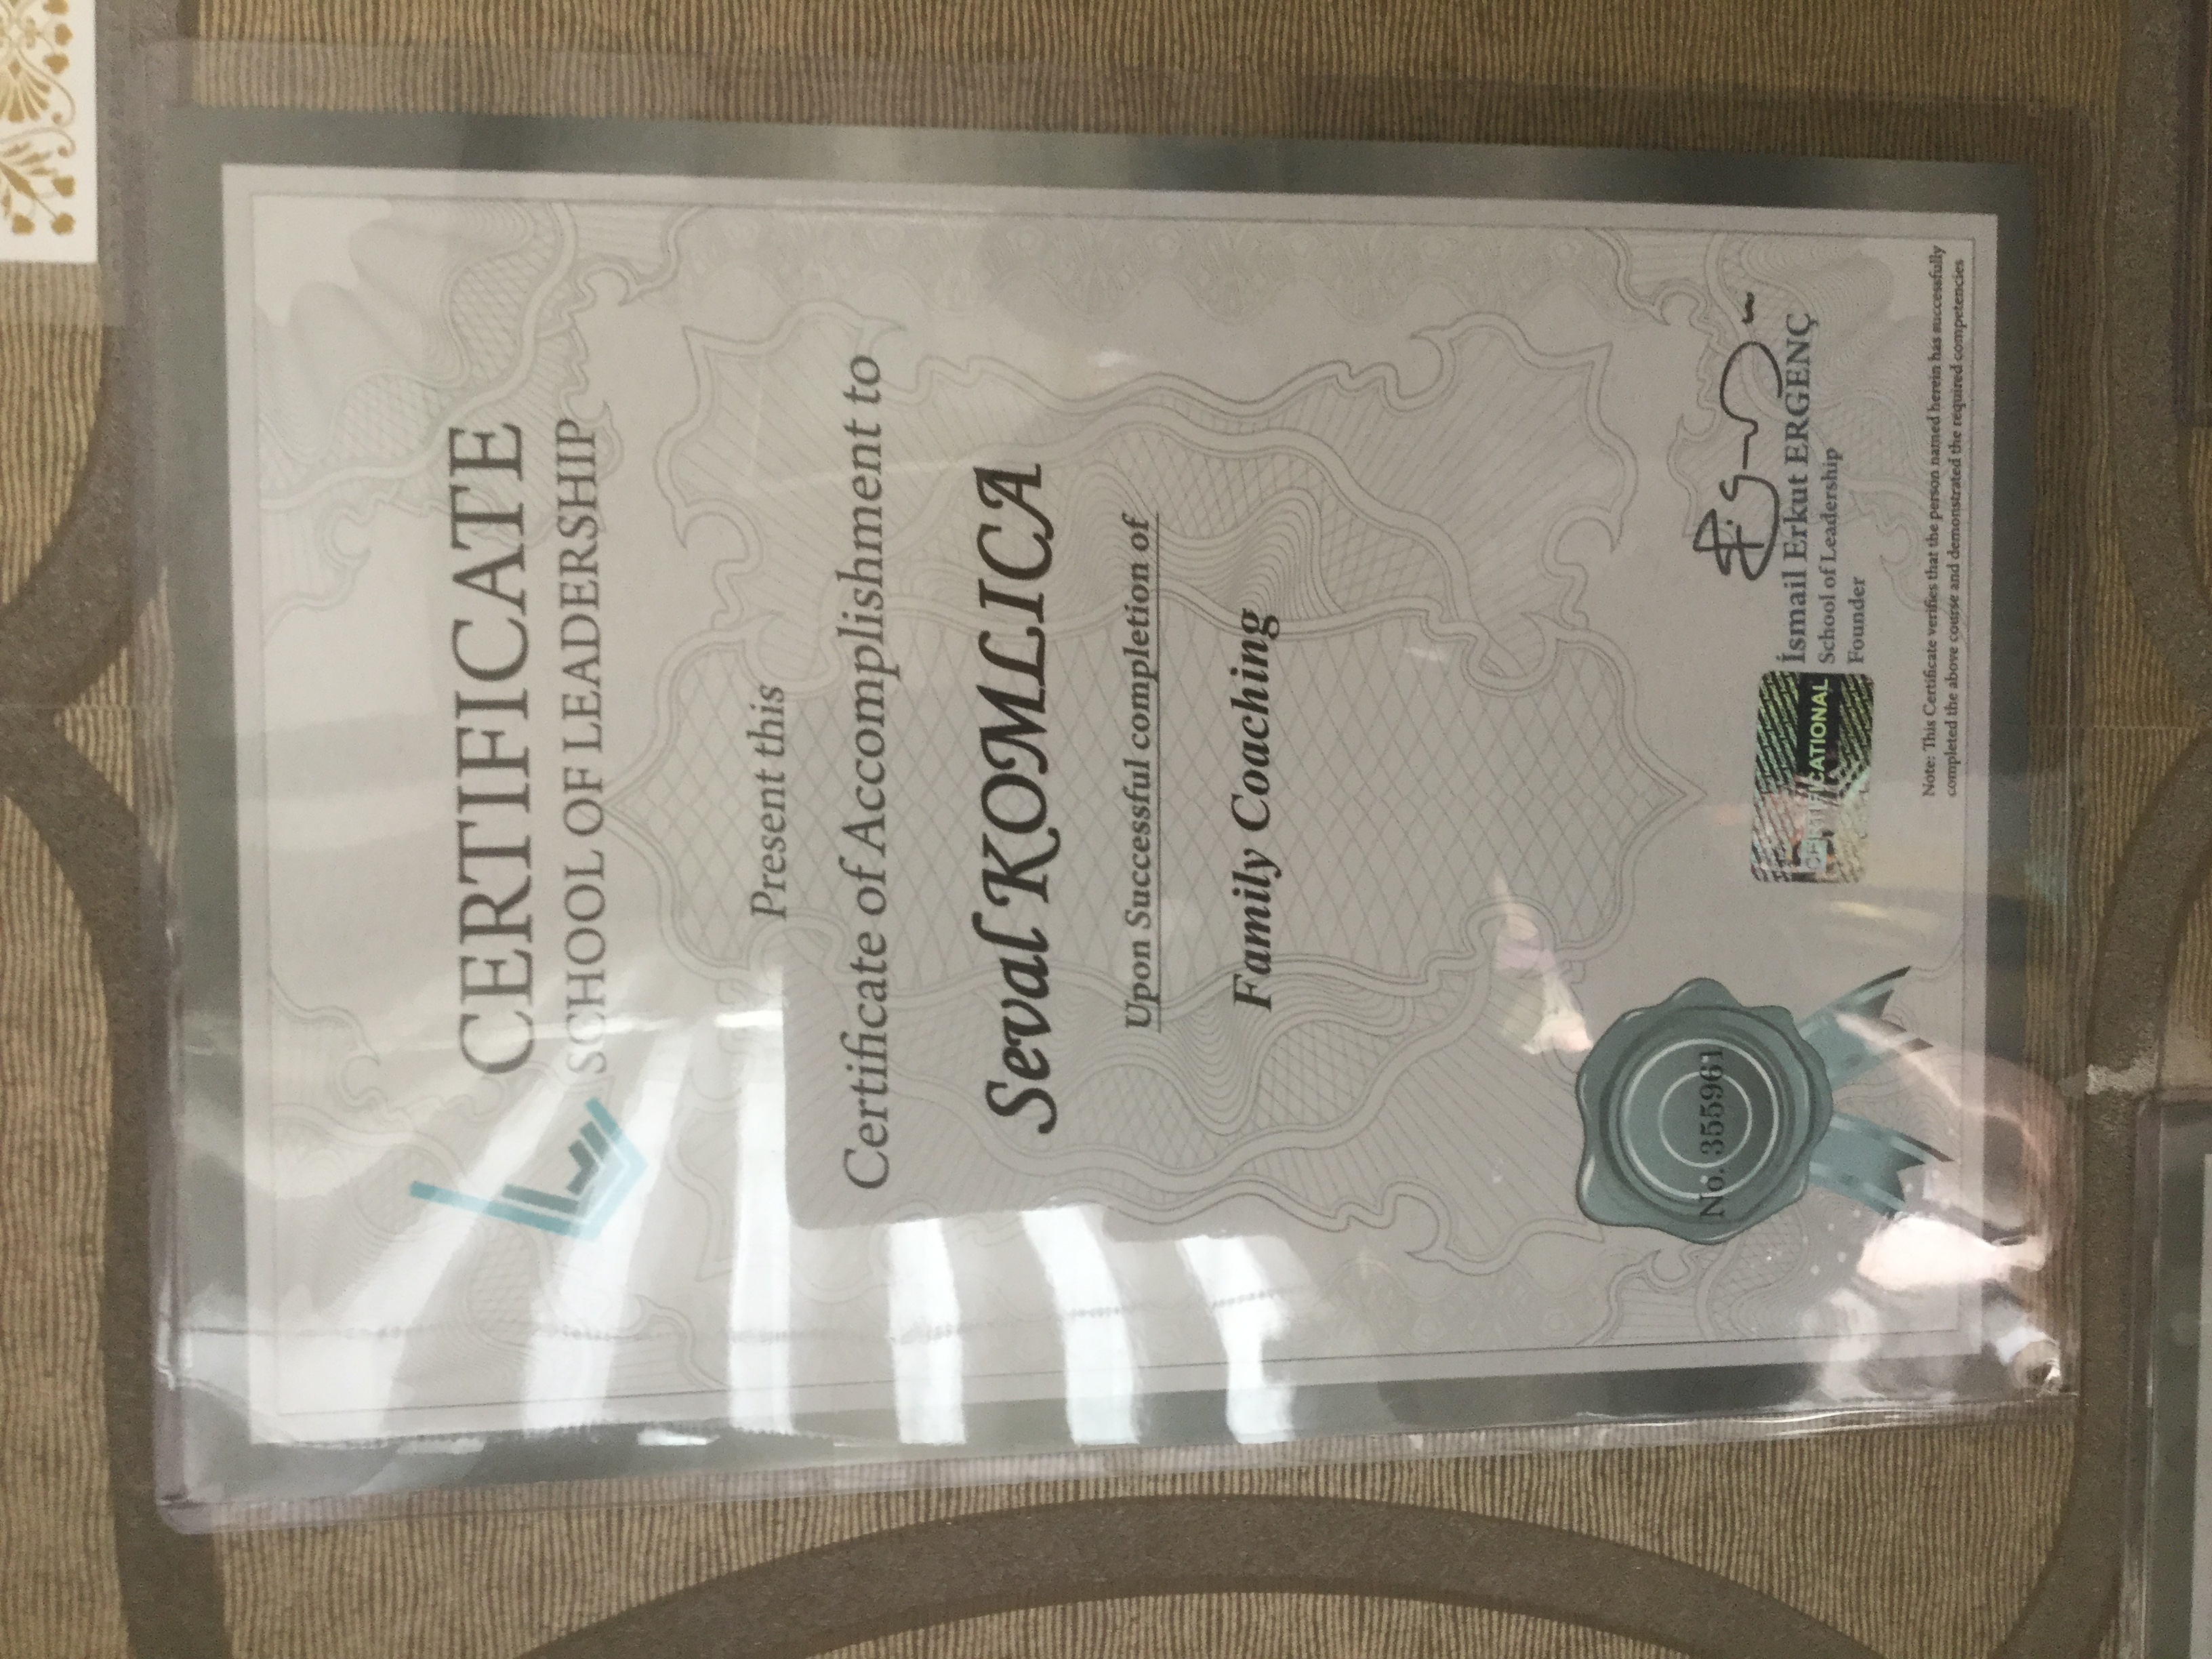 CERTIFICATE
SCHOOL OF LEADERSHIP
Present this
Certificate of Accomplishment to
Seval KOMLICA
Upon Successful completion of
Family Coaching
No. 355961
CATIONAL
İsmail Erkut ERGENÇ
School of Leadership
Founder
Note: This Certificate verifies that the person named herein has successfully
completed the above course and demonstrated the required competencies